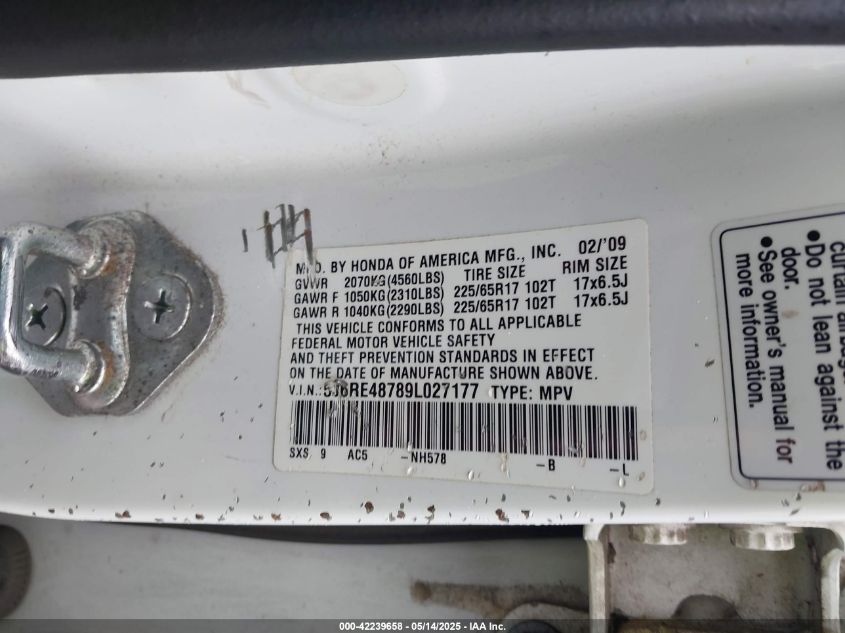 MFD. BY HONDA OF AMERICA MFG., INC. 02/'09
GVWR 2070KG(4560LBS) TIRE SIZE RIM SIZE
GAWR F 1050KG(2310LBS) 225/65R17 102T 17x6.5J
GAWR R 1040KG(2290LBS) 225/65R17 102T 17x6.5J
THIS VEHICLE CONFORMS TO ALL APPLICABLE
FEDERAL MOTOR VEHICLE SAFETY
AND THEFT PREVENTION STANDARDS IN EFFECT
ON THE DATE OF MANUFACTURE SHOWN ABOVE.
V.I.N.: 5J6RE48789L027177 TYPE: MPV
SXS 9 AC5 -NH578 -B -L
curtain airbag
• Do not lean against the
door.
• See owner's manual for
more information.
000-42239658 - 05/14/2025 - IAA Inc.